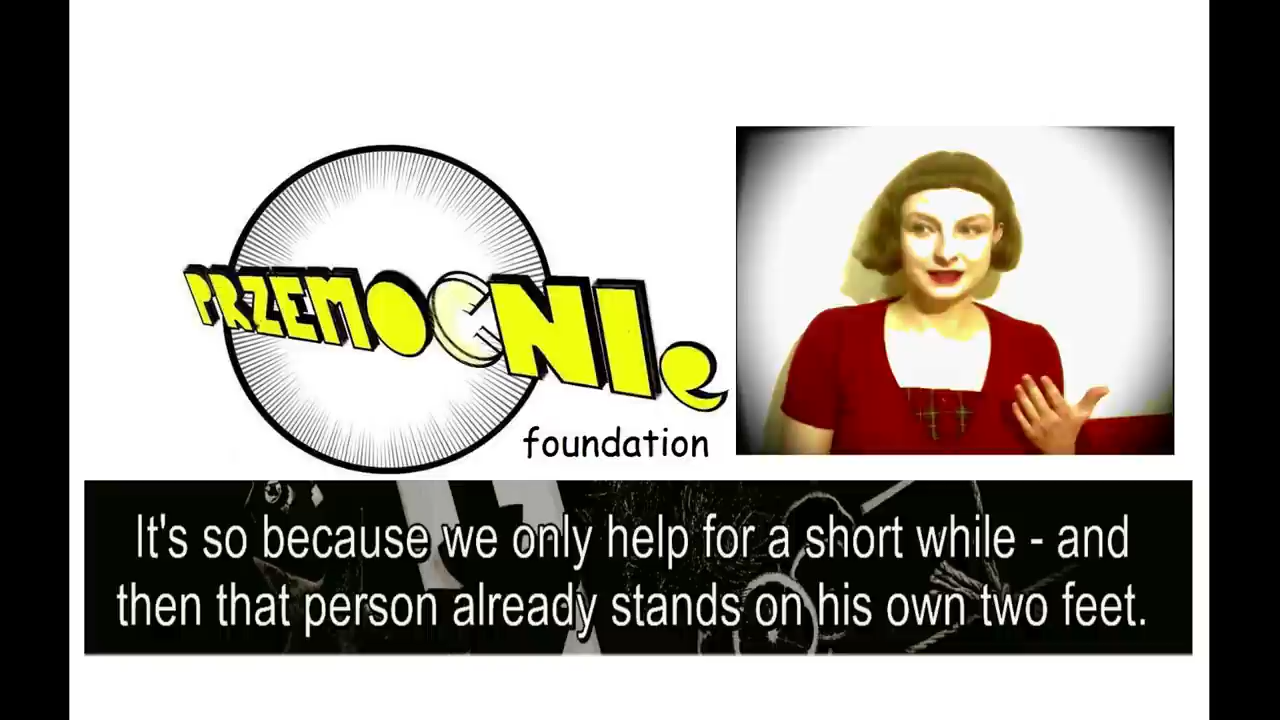 PRZEMOCNIe
foundation
It's so because we only help for a short while - and
then that person already stands on his own two feet.